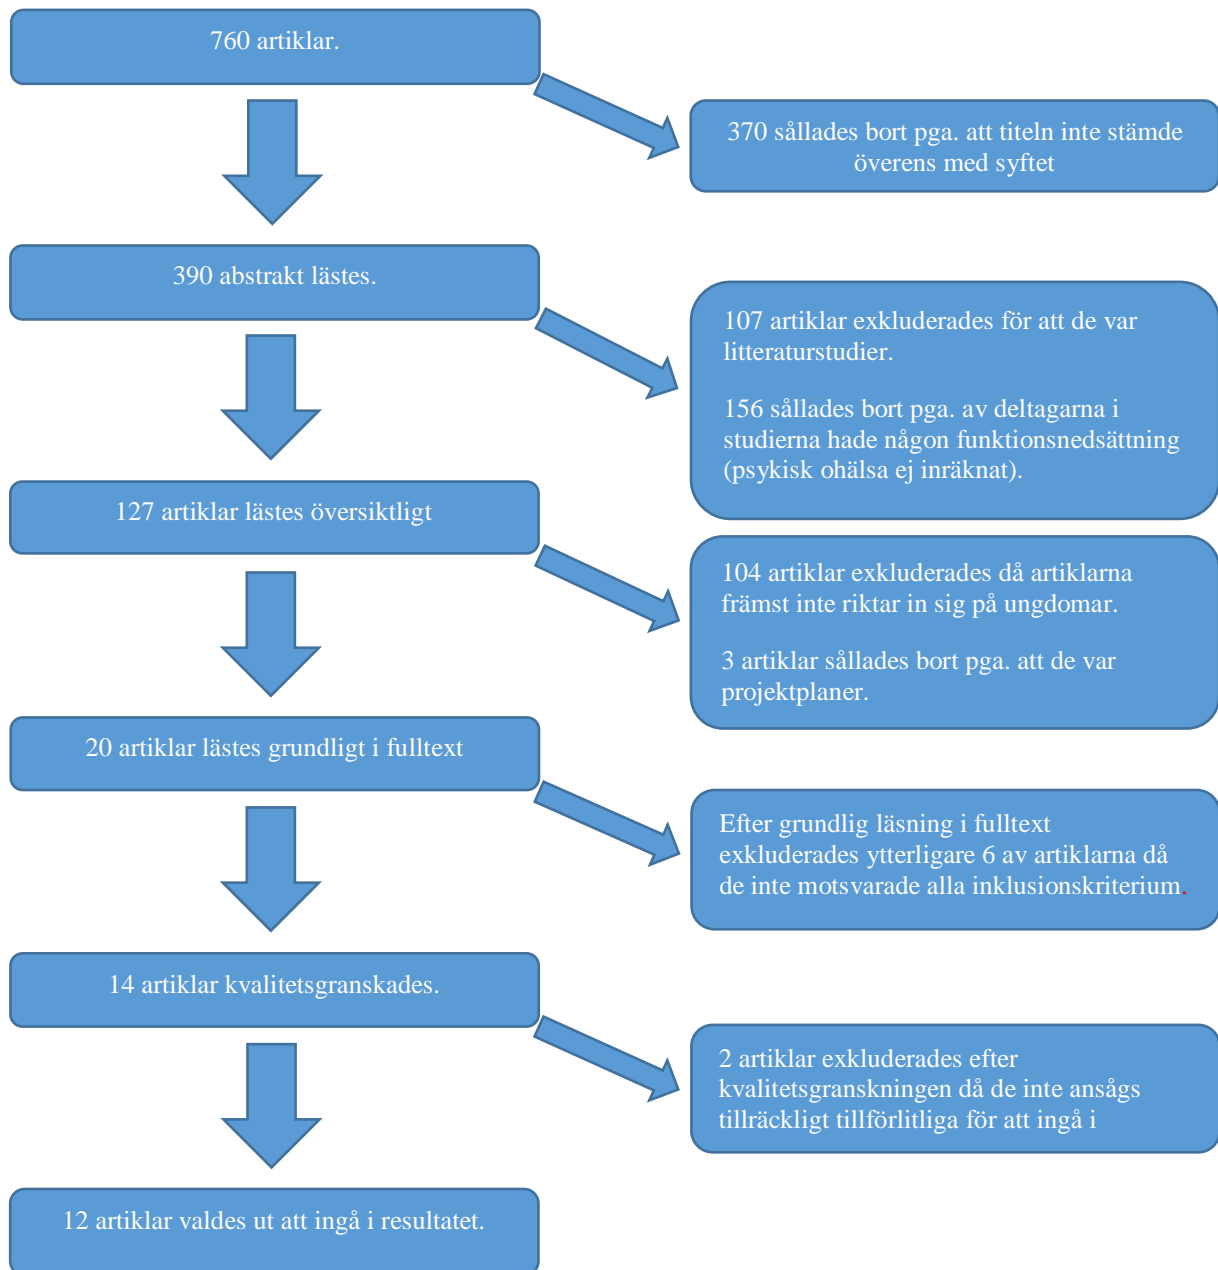 760 artiklar.
370 sållades bort pga. att titeln inte stämde
överens med syftet
390 abstrakt lästes.
107 artiklar exkluderades för att de var
litteraturstudier.
156 sållades bort pga. av deltagarna i
studierna hade någon funktionsnedsättning
(psykisk ohälsa ej inräknat).
127 artiklar lästes översiktligt
104 artiklar exkluderades då artiklarna
främst inte riktar in sig på ungdomar.
3 artiklar sållades bort pga. att de var
projektplaner.
20 artiklar lästes grundligt i fulltext
Efter grundlig läsning i fulltext
exkluderades ytterligare 6 av artiklarna då
de inte motsvarade alla inklusionskriterium.
14 artiklar kvalitetsgranskades.
2 artiklar exkluderades efter
kvalitetsgranskningen då de inte ansågs
tillräckligt tillförlitliga för att ingå i
12 artiklar valdes ut att ingå i resultatet.